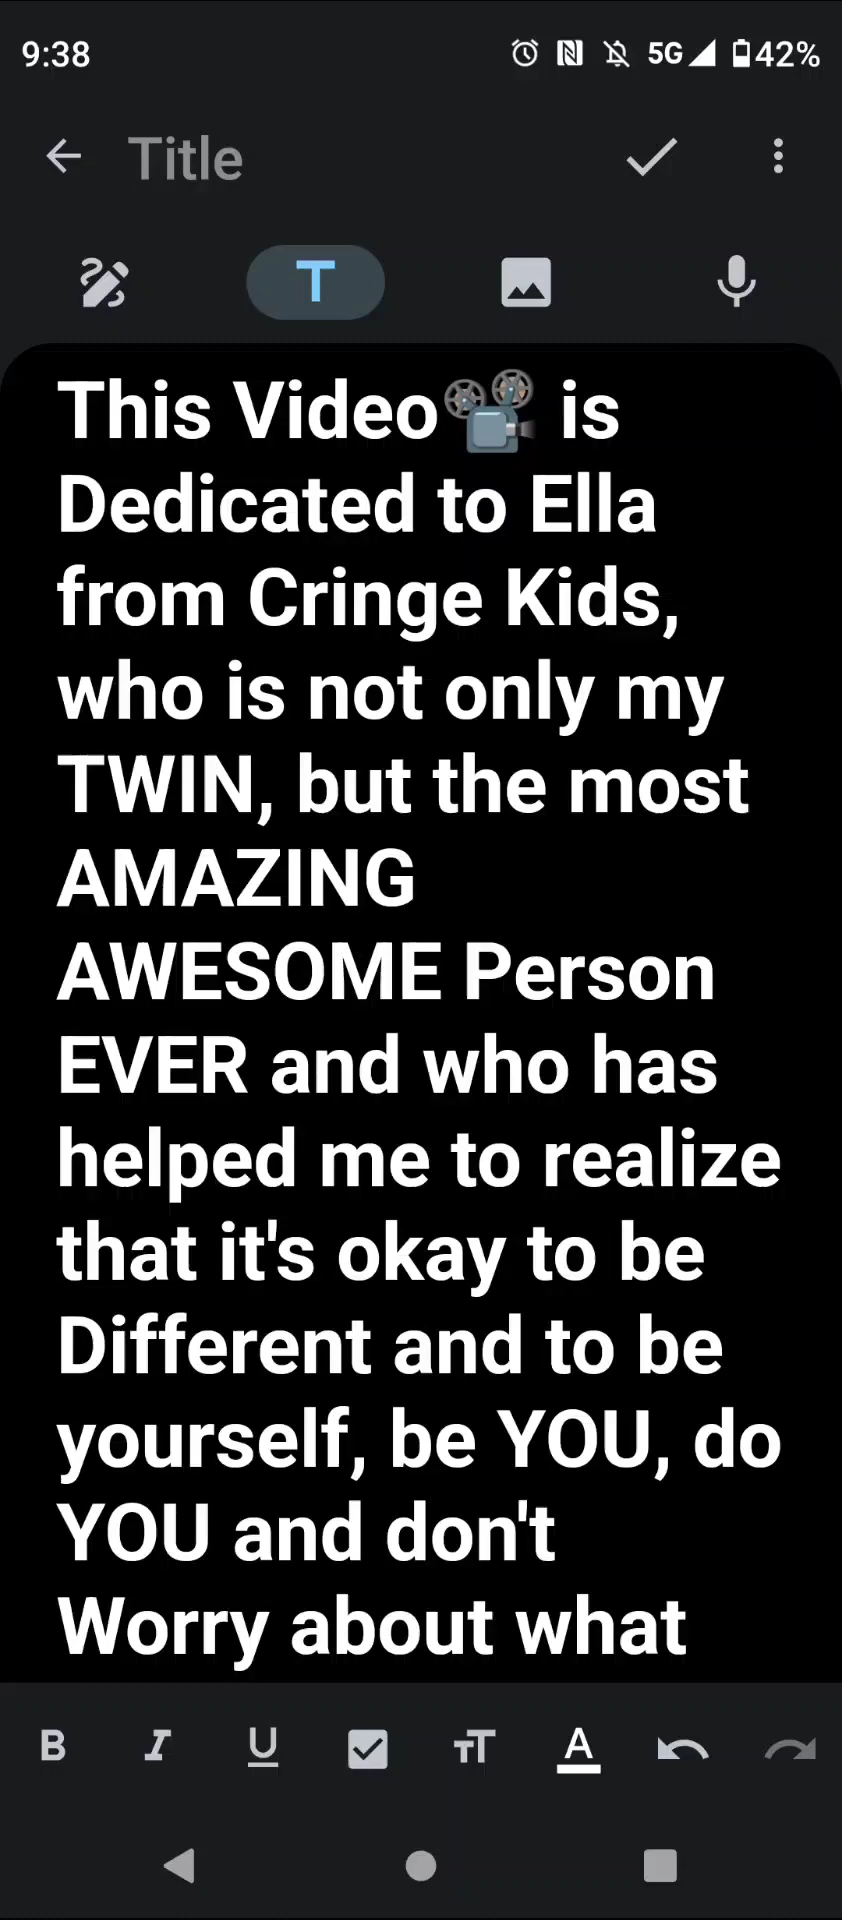 9:38 5G 42%
Title
T
This Video📽️ is
Dedicated to Ella
from Cringe Kids,
who is not only my
TWIN, but the most
AMAZING
AWESOME Person
EVER and who has
helped me to realize
that it's okay to be
Different and to be
yourself, be YOU, do
YOU and don't
Worry about what
B I U TT A